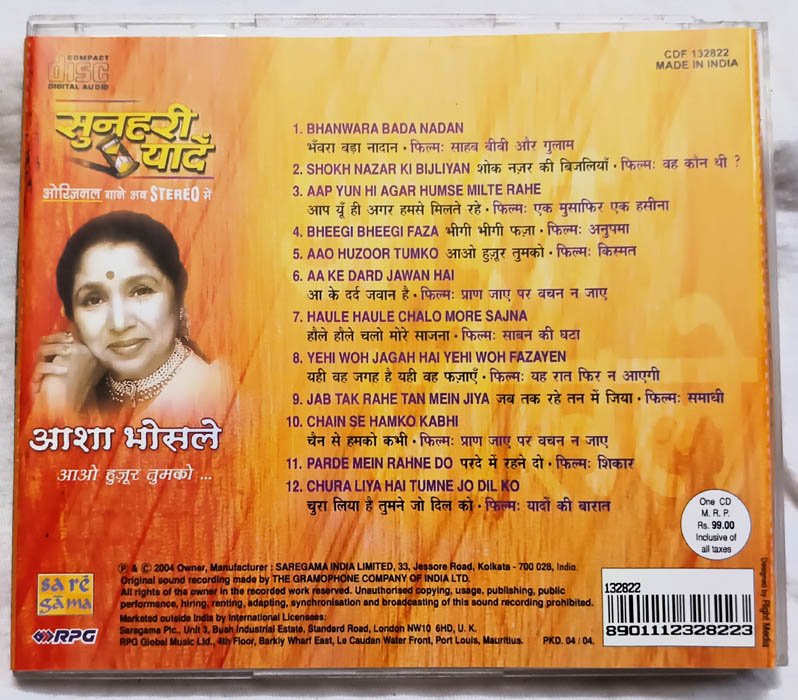 COMPACT
DISC
DIGITAL AUDIO
CDF 132822
MADE IN INDIA
सुनहरी
यादें
ओरिजिनल गाने अब STEREO में
1. BHANWARA BADA NADAN
भँवरा बड़ा नादान • फिल्मः साहब बीवी और गुलाम
2. SHOKH NAZAR KI BIJLIYAN शोक नज़र की बिजलियाँ • फिल्मः वह कौन थी ?
3. AAP YUN HI AGAR HUMSE MILTE RAHE
आप यूँ ही अगर हमसे मिलते रहे • फिल्मः एक मुसाफिर एक हसीना
4. BHEEGI BHEEGI FAZA भीगी भीगी फज़ा • फिल्मः अनुपमा
5. AAO HUZOOR TUMKO आओ हुज़ूर तुमको • फिल्मः किस्मत
6. AA KE DARD JAWAN HAI
आ के दर्द जवान है • फिल्मः प्राण जाए पर वचन न जाए
7. HAULE HAULE CHALO MORE SAJNA
हौले हौले चलो मोरे साजना • फिल्मः साबन की घटा
8. YEHI WOH JAGAH HAI YEHI WOH FAZAYEN
यही वह जगह है यही वह फज़ाएँ • फिल्मः यह रात फिर न आएगी
9. JAB TAK RAHE TAN MEIN JIYA जब तक रहे तन में जिया • फिल्मः समाधी
10. CHAIN SE HAMKO KABHI
चैन से हमको कभी • फिल्मः प्राण जाए पर वचन न जाए
11. PARDE MEIN RAHNE DO परदे में रहने दो • फिल्मः शिकार
12. CHURA LIYA HAI TUMNE JO DIL KO
चुरा लिया है तुमने जो दिल को • फिल्मः यादों की बारात
आशा भोसले
आओ हुज़ूर तुमको ...
One CD
M. R. P.
Rs. 99.00
Inclusive of
all taxes
℗ & © 2004 Owner, Manufacturer : SAREGAMA INDIA LIMITED, 33, Jessore Road, Kolkata - 700 028, India.
Original sound recording made by THE GRAMOPHONE COMPANY OF INDIA LTD.
All rights of the owner in the recorded work reserved. Unauthorised copying, usage, publishing, public
performance, hiring, renting, adapting, synchronisation and broadcasting of this sound recording prohibited.
Marketed outside India by International Licensees:
Saregama Plc., Unit 3, Bush Industrial Estate, Standard Road, London NW10 6HD, U. K.
RPG Global Music Ltd., 4th Floor, Barkly Wharf East, Le Caudan Water Front, Port Louis, Mauritius. PKD. 04 / 04.
sa re
gama
RPG
132822
8901112328223
Designed by Right Media